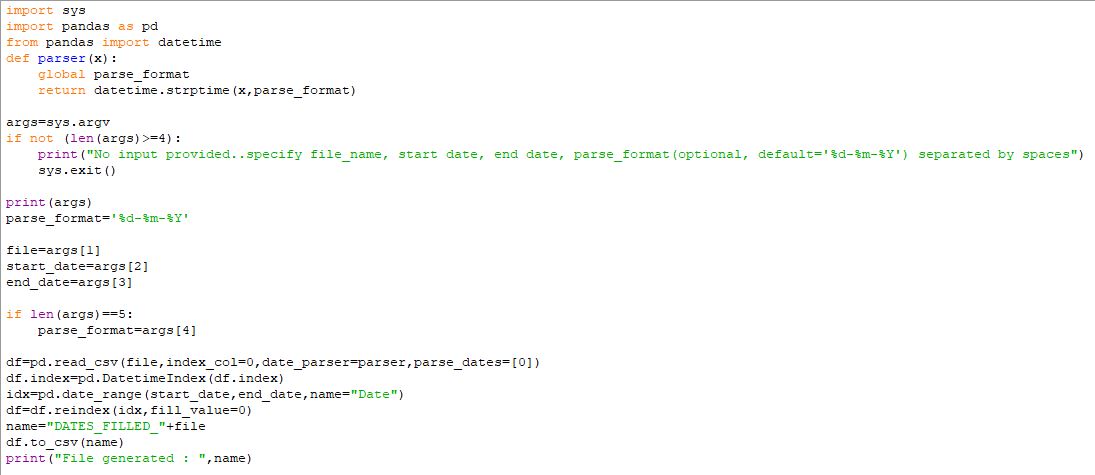 import sys
import pandas as pd
from pandas import datetime
def parser(x):
    global parse_format
    return datetime.strptime(x,parse_format)

args=sys.argv
if not (len(args)>=4):
    print("No input provided..specify file_name, start date, end date, parse_format(optional, default='%d-%m-%Y') separated by spaces")
    sys.exit()

print(args)
parse_format='%d-%m-%Y'

file=args[1]
start_date=args[2]
end_date=args[3]

if len(args)==5:
    parse_format=args[4]

df=pd.read_csv(file,index_col=0,date_parser=parser,parse_dates=[0])
df.index=pd.DatetimeIndex(df.index)
idx=pd.date_range(start_date,end_date,name="Date")
df=df.reindex(idx,fill_value=0)
name="DATES_FILLED_"+file
df.to_csv(name)
print("File generated : ",name)